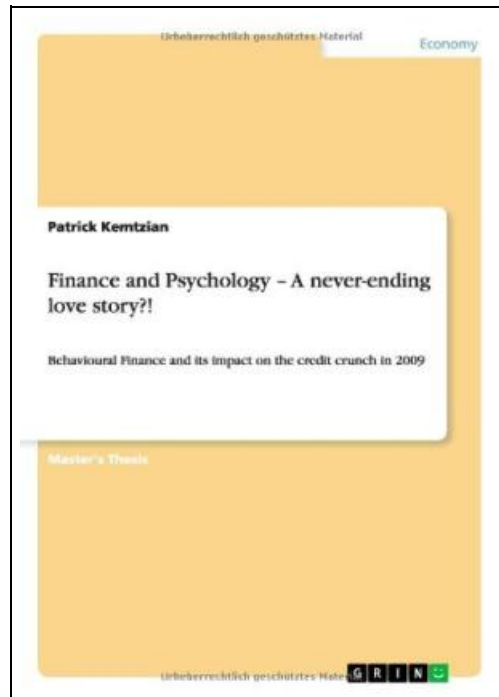 Urheberrechtlich geschütztes Material
Economy
Patrick Kemtzian
Finance and Psychology – A never-ending
love story?!
Behavioural Finance and its impact on the credit crunch in 2009
Master's Thesis
Urheberrechtlich geschütztes Mate
G R I N